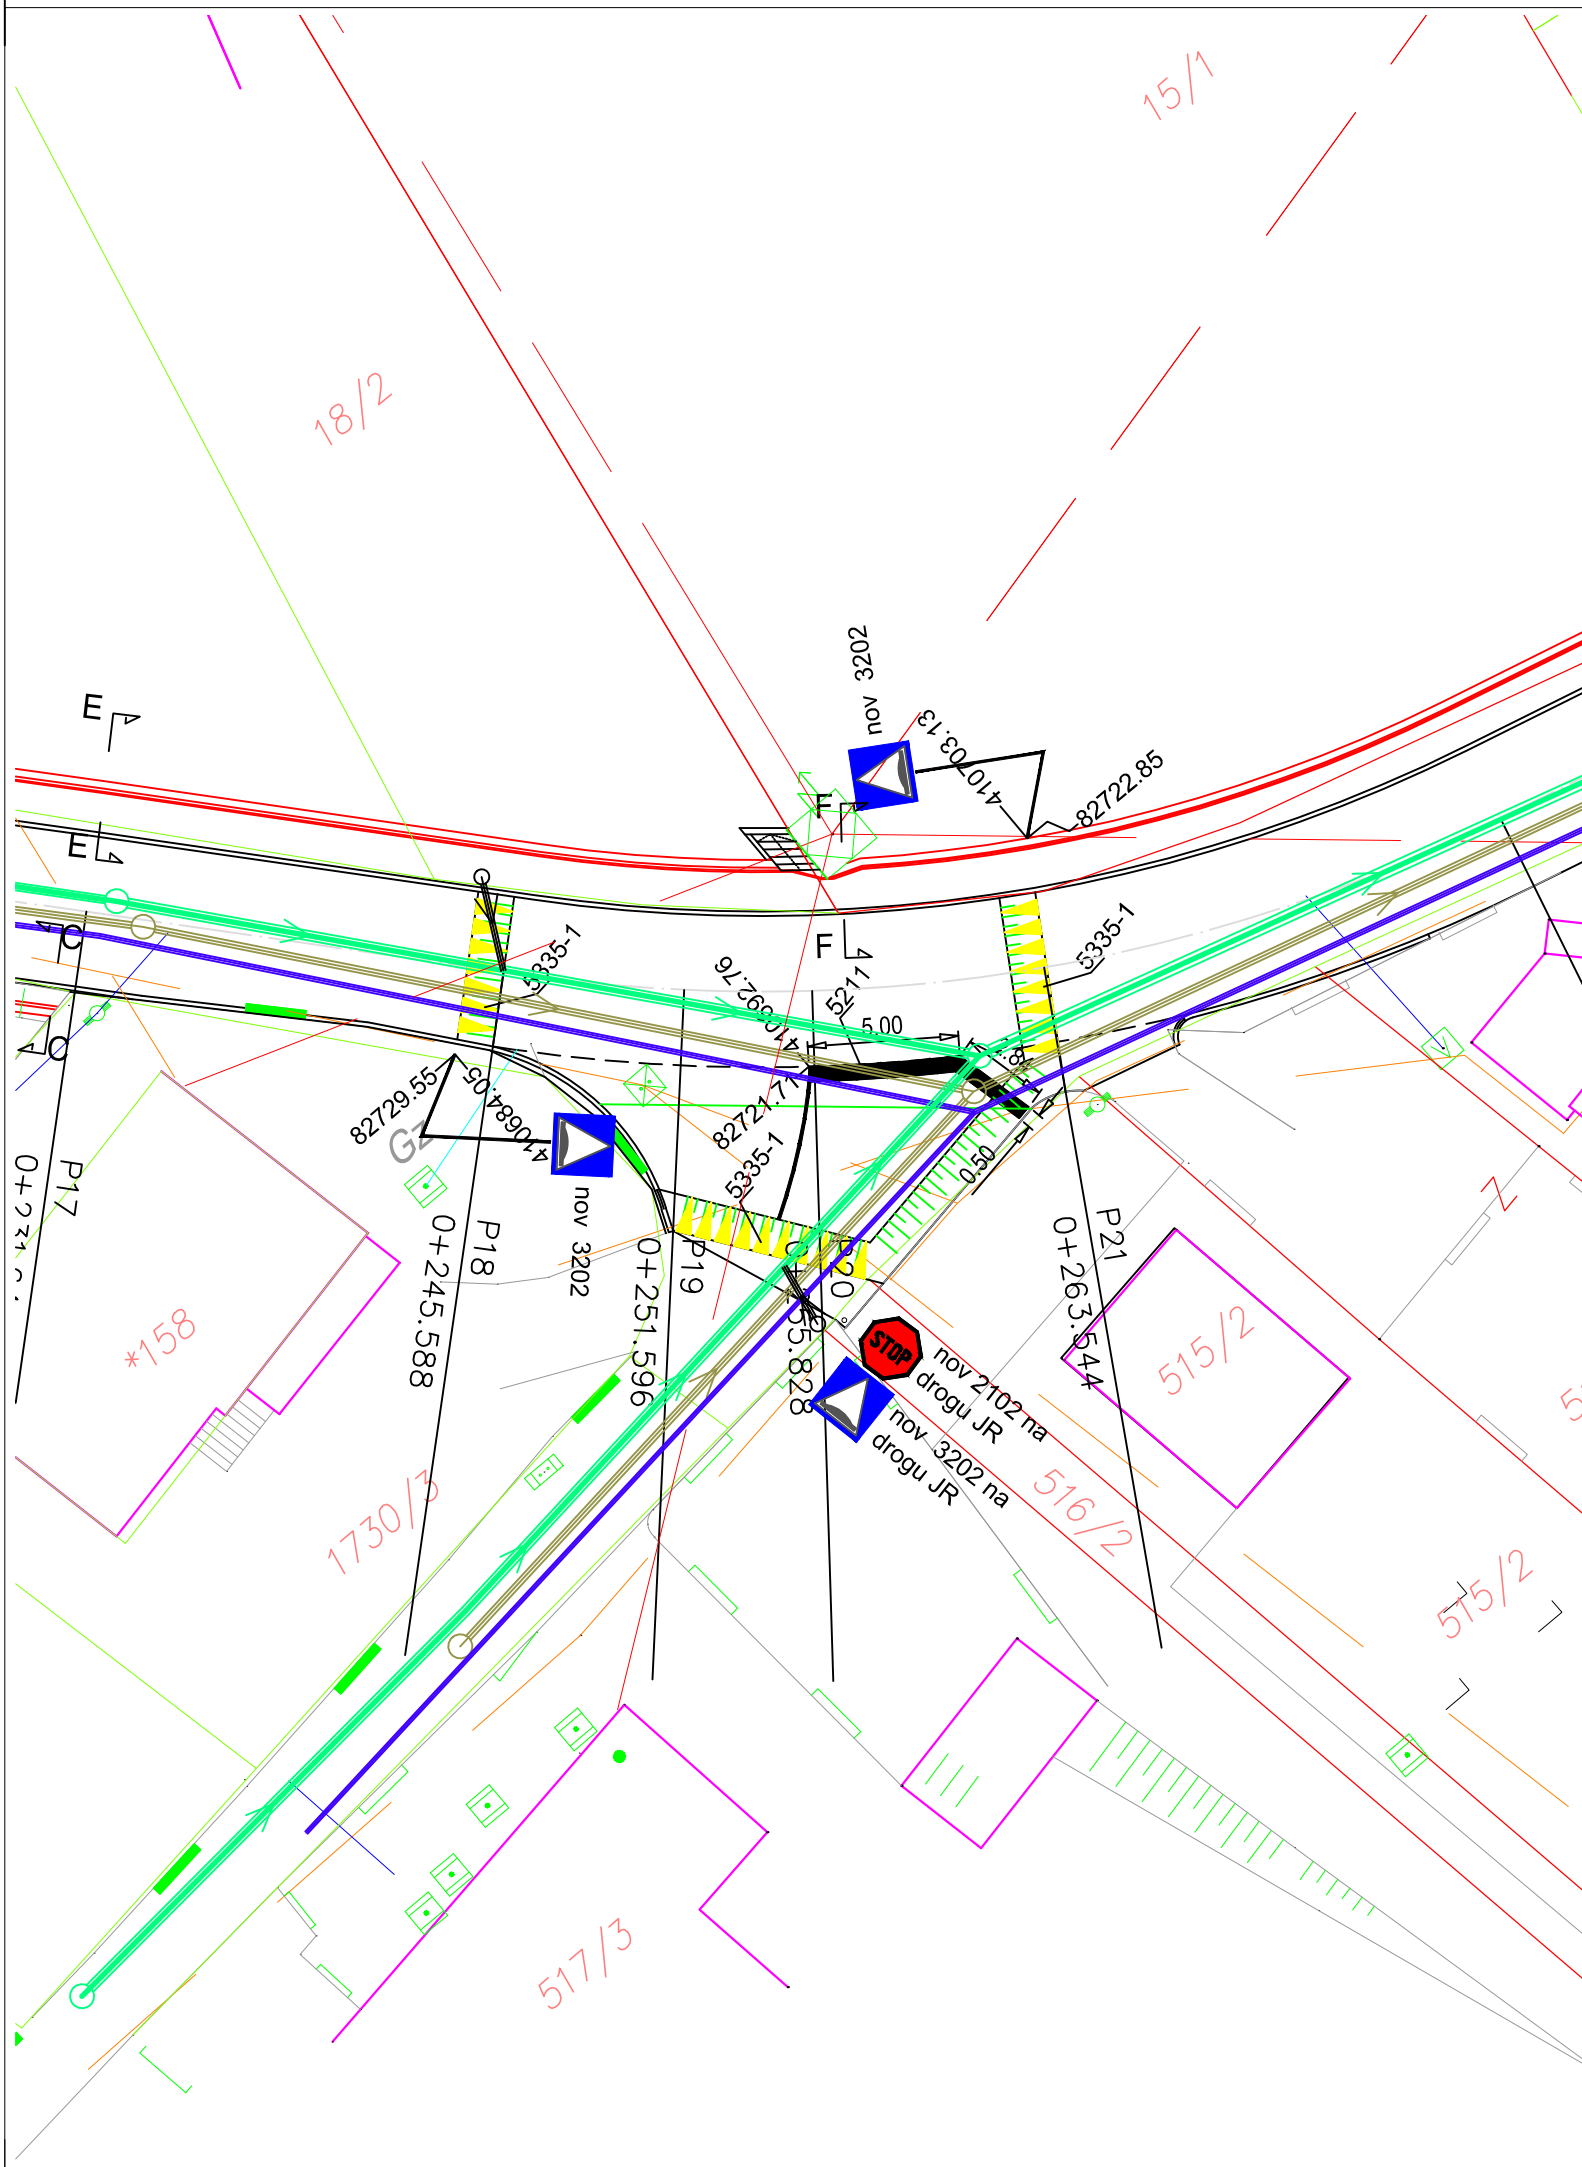 15/1
18/2
nov 3202
410703.13
82722.85
E
F
E
C
5335-1
F
5335-1
410692.76
5211
5.00
C
82729.55
410684.05
82721.71
5335-1
0.50
Gz
nov 3202
P17
P18
0+245.588
P19
0+251.596
P20
P21
0+263.544
*158
STOP
nov 2102 na
drogu JR
nov 3202 na
drogu JR
515/2
Z
1730/3
516/2
515/2
517/3